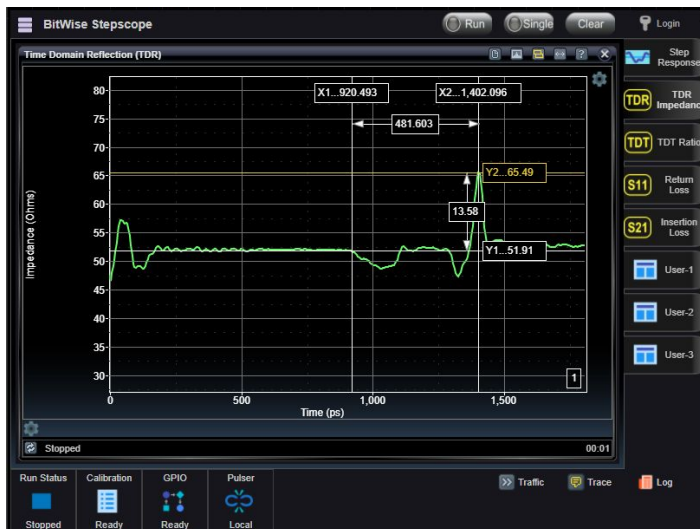 BitWise Stepscope
Run
Single
Clear
Login
Time Domain Reflection (TDR)
Step
Response
TDR
TDR
Impedanc
TDT
TDT Ratio
S11
Return
Loss
S21
Insertion
Loss
User-1
User-2
User-3
X1...920.493
X2...1,402.096
481.603
Y2...65.49
13.58
Y1...51.91
Impedance (Ohms)
80
75
70
65
60
55
50
45
40
35
30
1
0
500
1,000
1,500
Time (ps)
Stopped
00:01
Run Status
Calibration
GPIO
Pulser
Stopped
Ready
Ready
Local
Traffic
Trace
Log